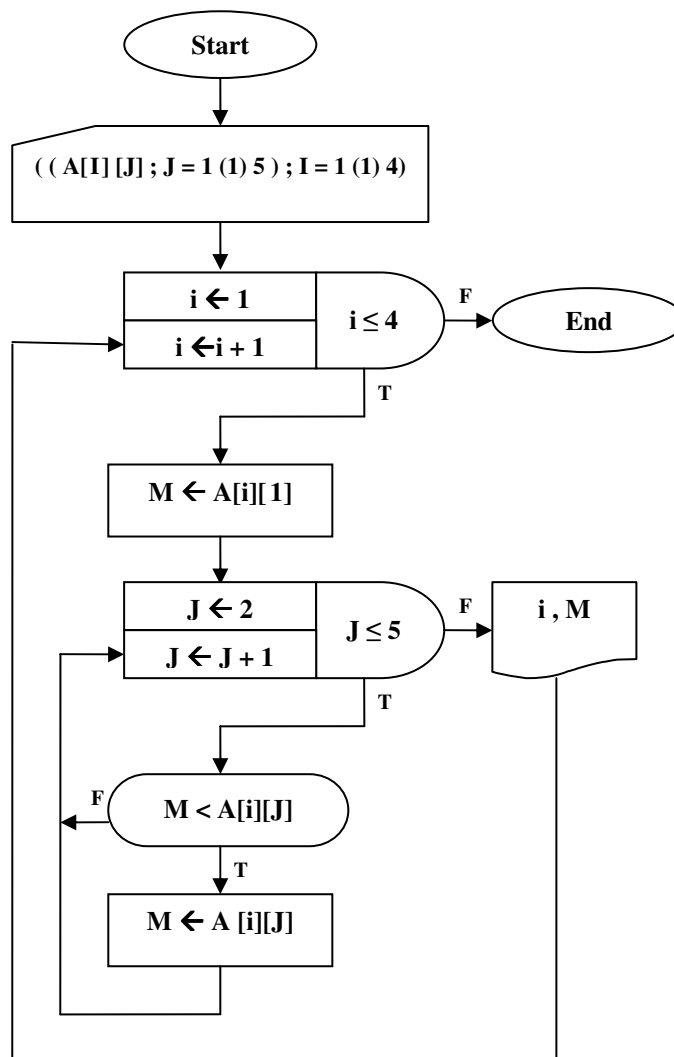 Start
( ( A[I] [J] ; J = 1 (1) 5 ) ; I = 1 (1) 4)
i ← 1
i ←i + 1
i ≤ 4
F
End
T
M ← A[i][1]
J ← 2
J ← J + 1
J ≤ 5
F
i , M
T
M < A[i][J]
F
T
M ← A [i][J]